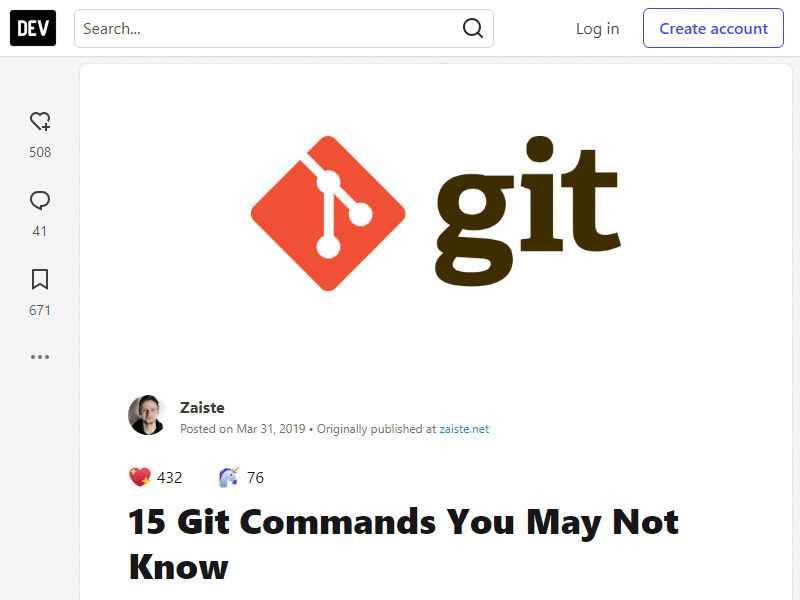 DEV
Search...
Log in
Create account
508
41
671
git
Zaiste
Posted on Mar 31, 2019 • Originally published at zaiste.net
432
76
15 Git Commands You May Not
Know